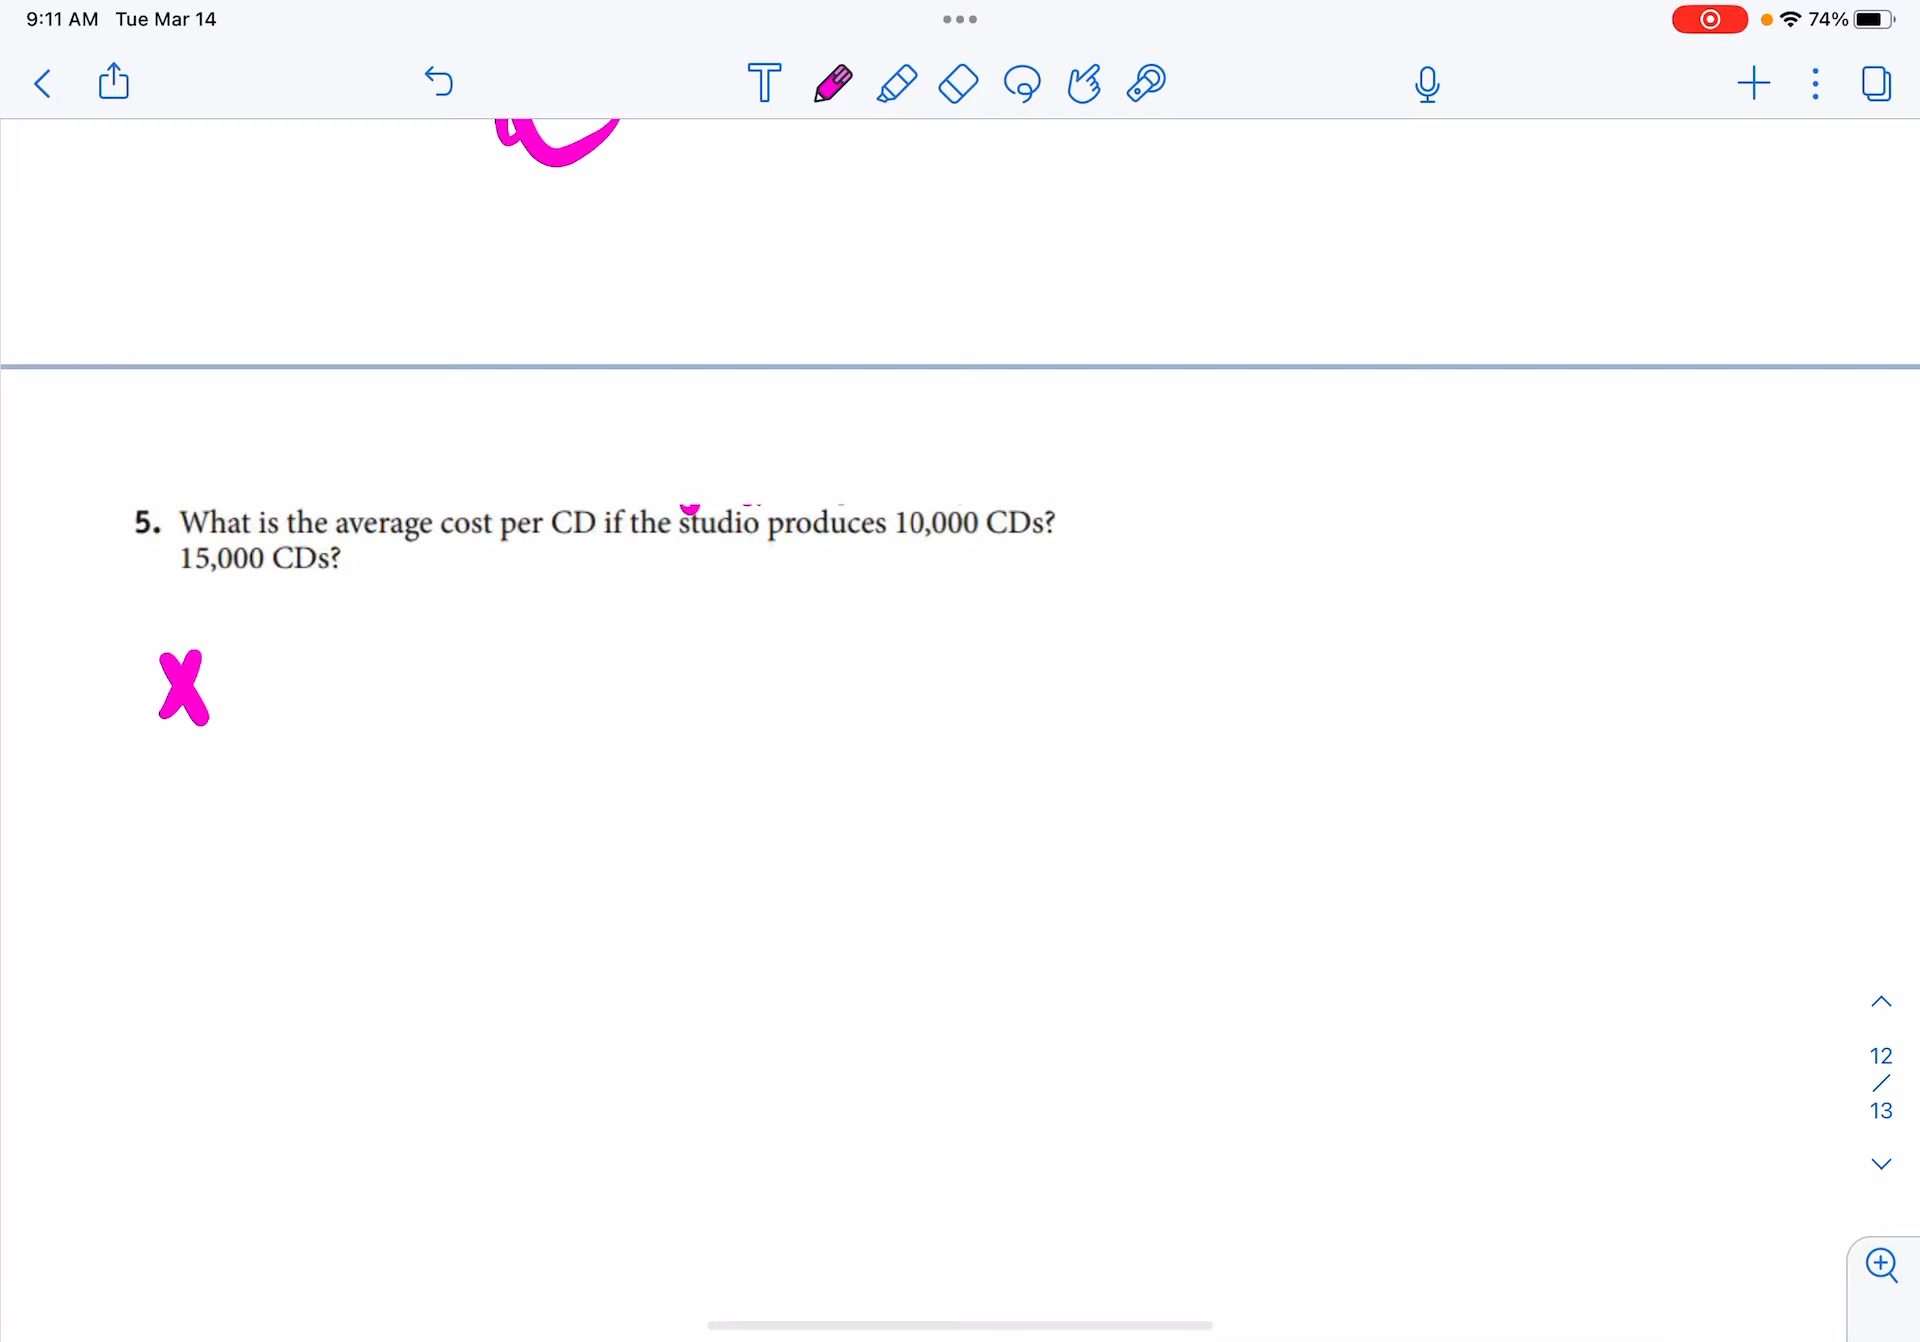 9:11 AM Tue Mar 14
74%
T
5. What is the average cost per CD if the studio produces 10,000 CDs?
15,000 CDs?
X
12
/
13